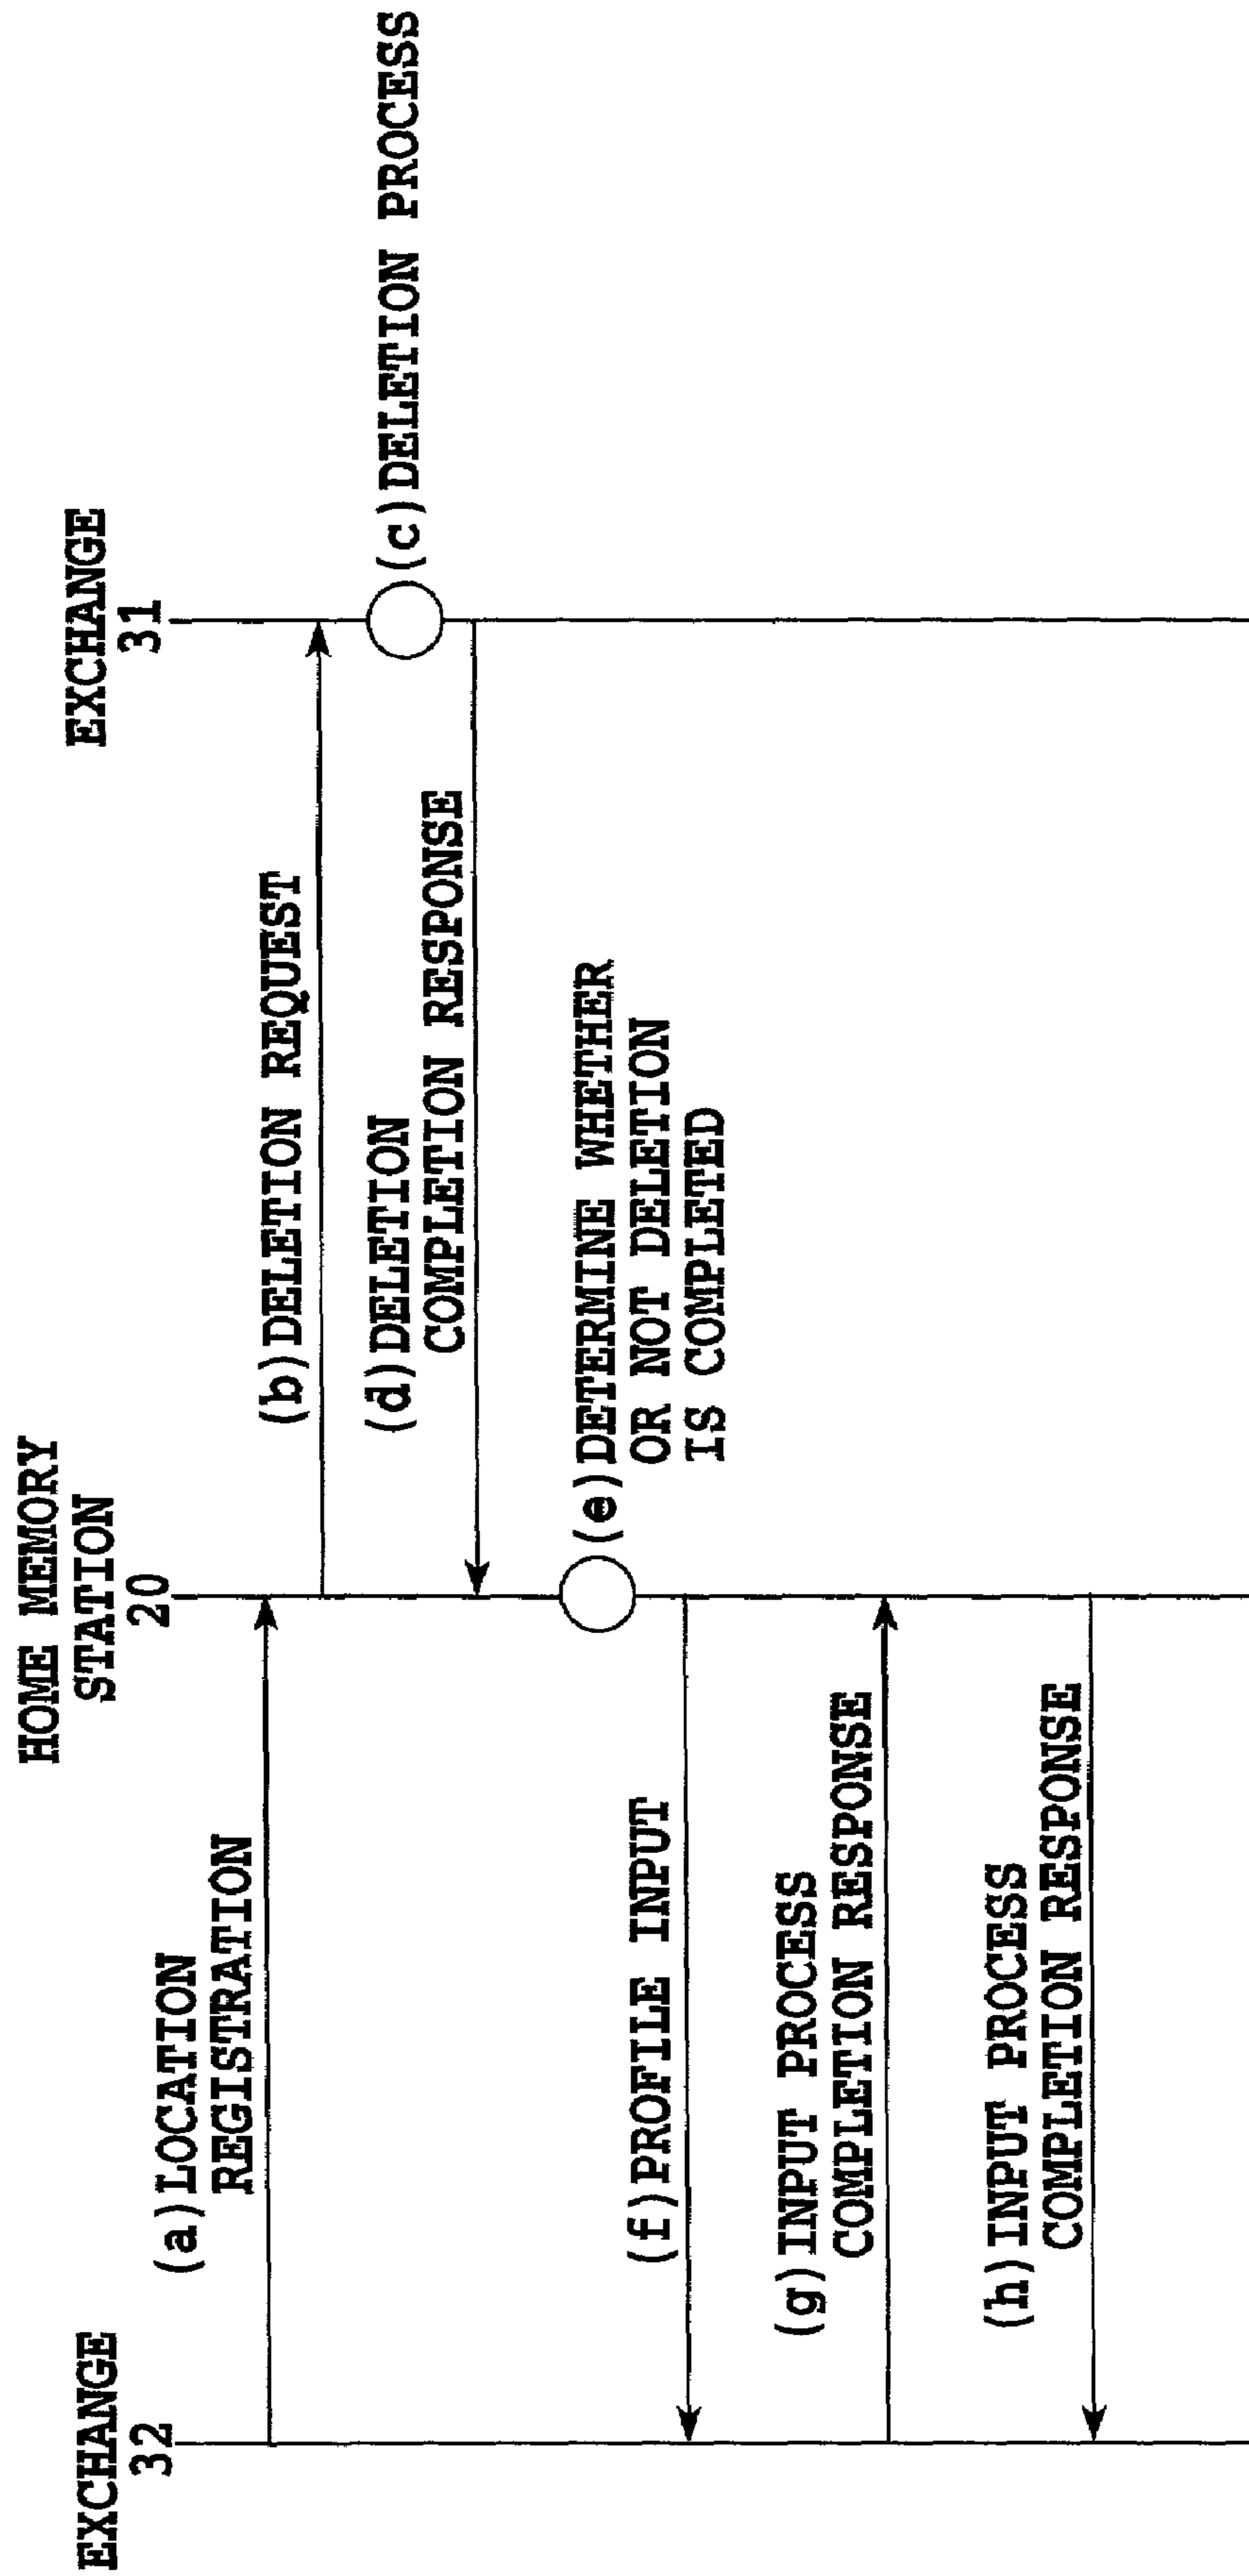 EXCHANGE
32
HOME MEMORY
STATION
20
EXCHANGE
31
(a)LOCATION
REGISTRATION
(b)DELETION REQUEST
(c)DELETION PROCESS
(d)DELETION
COMPLETION RESPONSE
(e)DETERMINE WHETHER
OR NOT DELETION
IS COMPLETED
(f)PROFILE INPUT
(g)INPUT PROCESS
COMPLETION RESPONSE
(h)INPUT PROCESS
COMPLETION RESPONSE